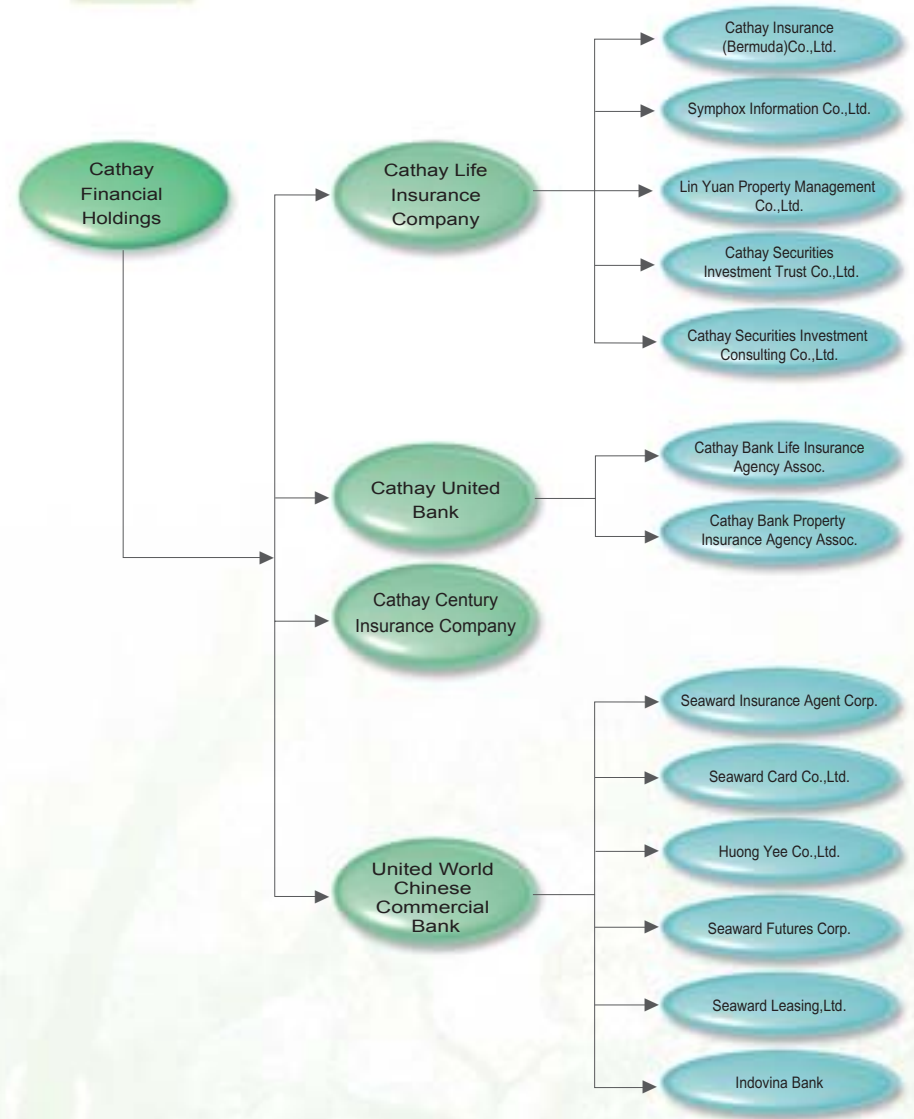 Cathay
Financial
Holdings
Cathay Life
Insurance
Company
Cathay Insurance
(Bermuda)Co.,Ltd.
Symphox Information Co.,Ltd.
Lin Yuan Property Management
Co.,Ltd.
Cathay Securities
Investment Trust Co.,Ltd.
Cathay Securities Investment
Consulting Co.,Ltd.
Cathay United
Bank
Cathay Bank Life Insurance
Agency Assoc.
Cathay Bank Property
Insurance Agency Assoc.
Cathay Century
Insurance Company
United World
Chinese
Commercial
Bank
Seaward Insurance Agent Corp.
Seaward Card Co.,Ltd.
Huong Yee Co.,Ltd.
Seaward Futures Corp.
Seaward Leasing,Ltd.
Indovina Bank